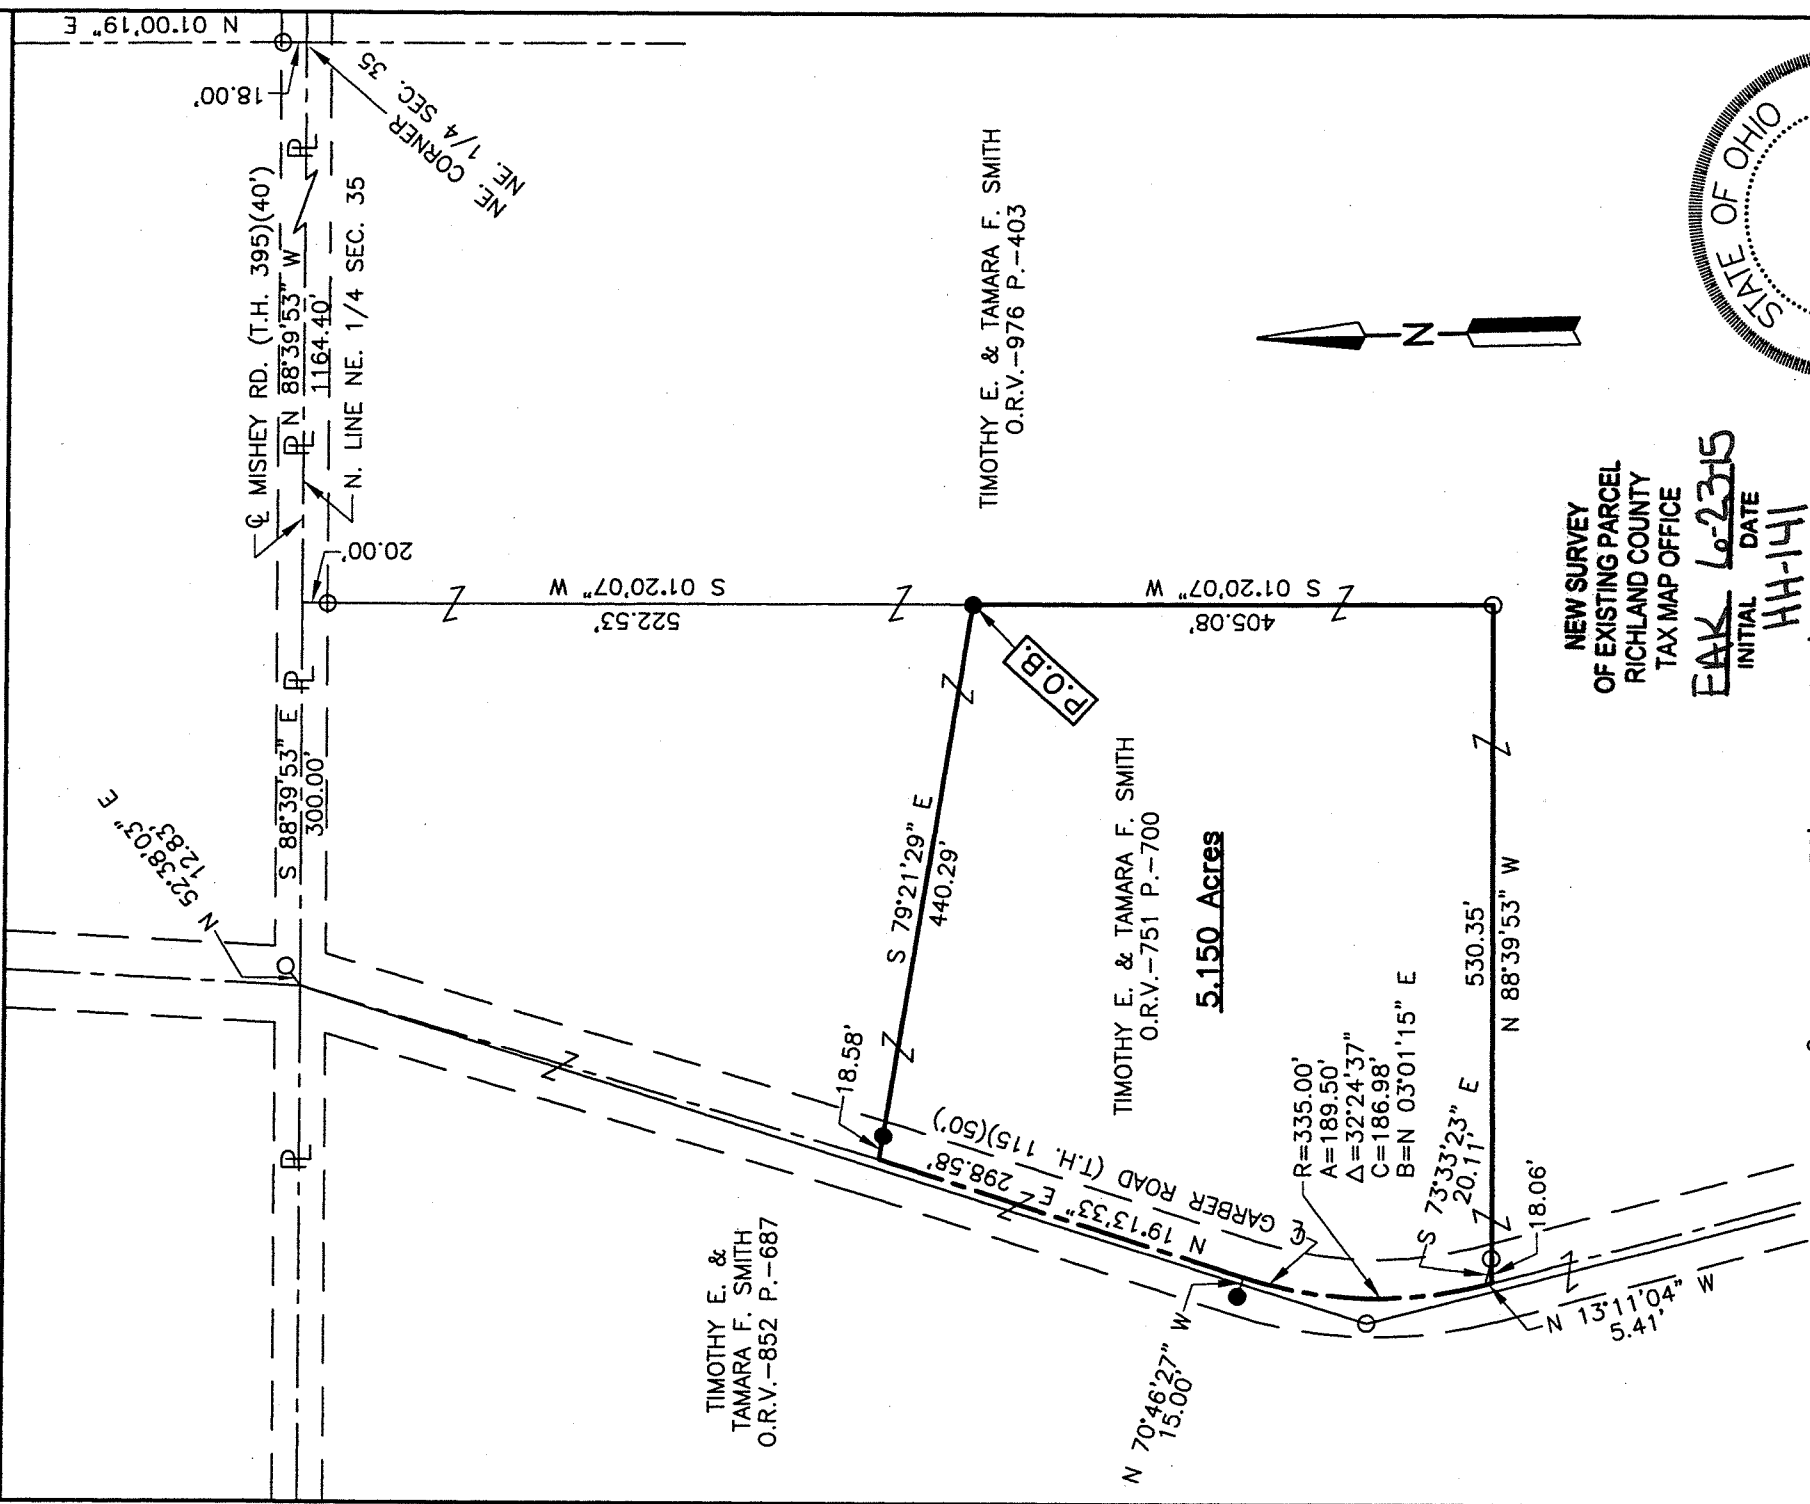 N 01°00'19" E
18.00'
NE. CORNER
NE. 1/4 SEC. 35
℄ MISHEY RD. (T.H. 395)(40')
N 88°39'53" W
1164.40'
N. LINE NE. 1/4 SEC. 35
20.00'
S 88°39'53" E
300.00'
N 52°38'03" E
12.83'
S 01°20'07" W
522.53'
TIMOTHY E. & TAMARA F. SMITH
O.R.V.-976 P.-403
N
STATE OF OHIO
P.O.B.
S 01°20'07" W
405.08'
S 79°21'29" E
440.29'
18.58'
TIMOTHY E. & TAMARA F. SMITH
O.R.V.-751 P.-700
5.150 Acres
TIMOTHY E. &
TAMARA F. SMITH
O.R.V.-852 P.-687
℄ GARBER ROAD (T.H. 115)(50')
N 19°13'33" E 298.58'
R=335.00'
A=189.50'
Δ=32°24'37"
C=186.98'
B=N 03°01'15" E
S 73°33'23" E
20.11'
530.35'
N 88°39'53" W
18.06'
N 13°11'04" W
5.41'
N 70°46'27" W
15.00'
NEW SURVEY
OF EXISTING PARCEL
RICHLAND COUNTY
TAX MAP OFFICE
EAK 6-23-15
INITIAL DATE
HH-141